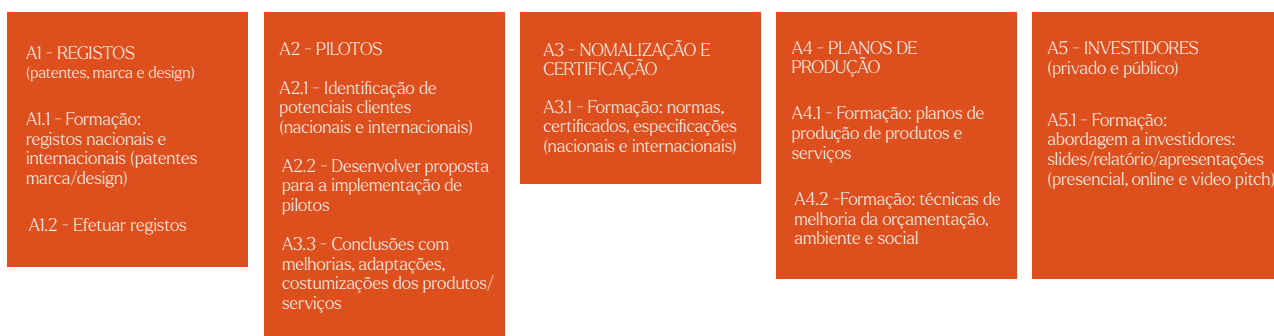 A1 - REGISTOS
(patentes, marca e design)
A1.1 - Formação:
registos nacionais e
internacionais (patentes
marca/design)
A1.2 - Efetuar registos
A2 - PILOTOS
A2.1 - Identificação de
potenciais clientes
(nacionais e internacionais)
A2.2 - Desenvolver proposta
para a implementação de
pilotos
A3.3 - Conclusões com
melhorias, adaptações,
costumizações dos produtos/
serviços
A3 - NOMALIZAÇÃO E
CERTIFICAÇÃO
A3.1 - Formação: normas,
certificados, especificações
(nacionais e internacionais)
A4 - PLANOS DE
PRODUÇÃO
A4.1 - Formação: planos de
produção de produtos e
serviços
A4.2 -Formação: técnicas de
melhoria da orçamentação,
ambiente e social
A5 - INVESTIDORES
(privado e público)
A5.1 - Formação:
abordagem a investidores:
slides/relatório/apresentações
(presencial, online e video pitch)